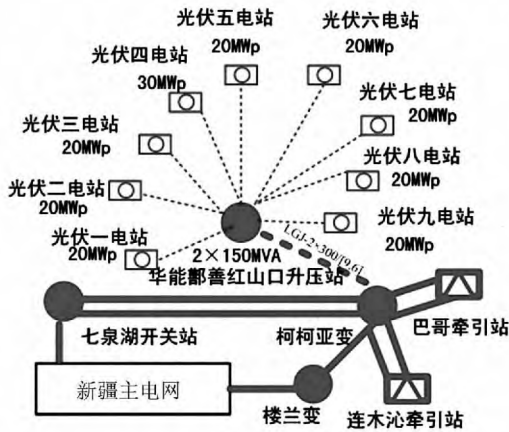 光伏五电站
20MWp
光伏六电站
20MWp
光伏四电站
30MWp
光伏七电站
20MWp
光伏三电站
20MWp
光伏八电站
20MWp
光伏二电站
20MWp
光伏九电站
20MWp
光伏一电站
20MWp
2×150MVA
华能鄯善红山口升压站
LGJ-2×300/[9.6]
七泉湖开关站
柯柯亚变
巴哥牵引站
新疆主电网
楼兰变
连木沁牵引站